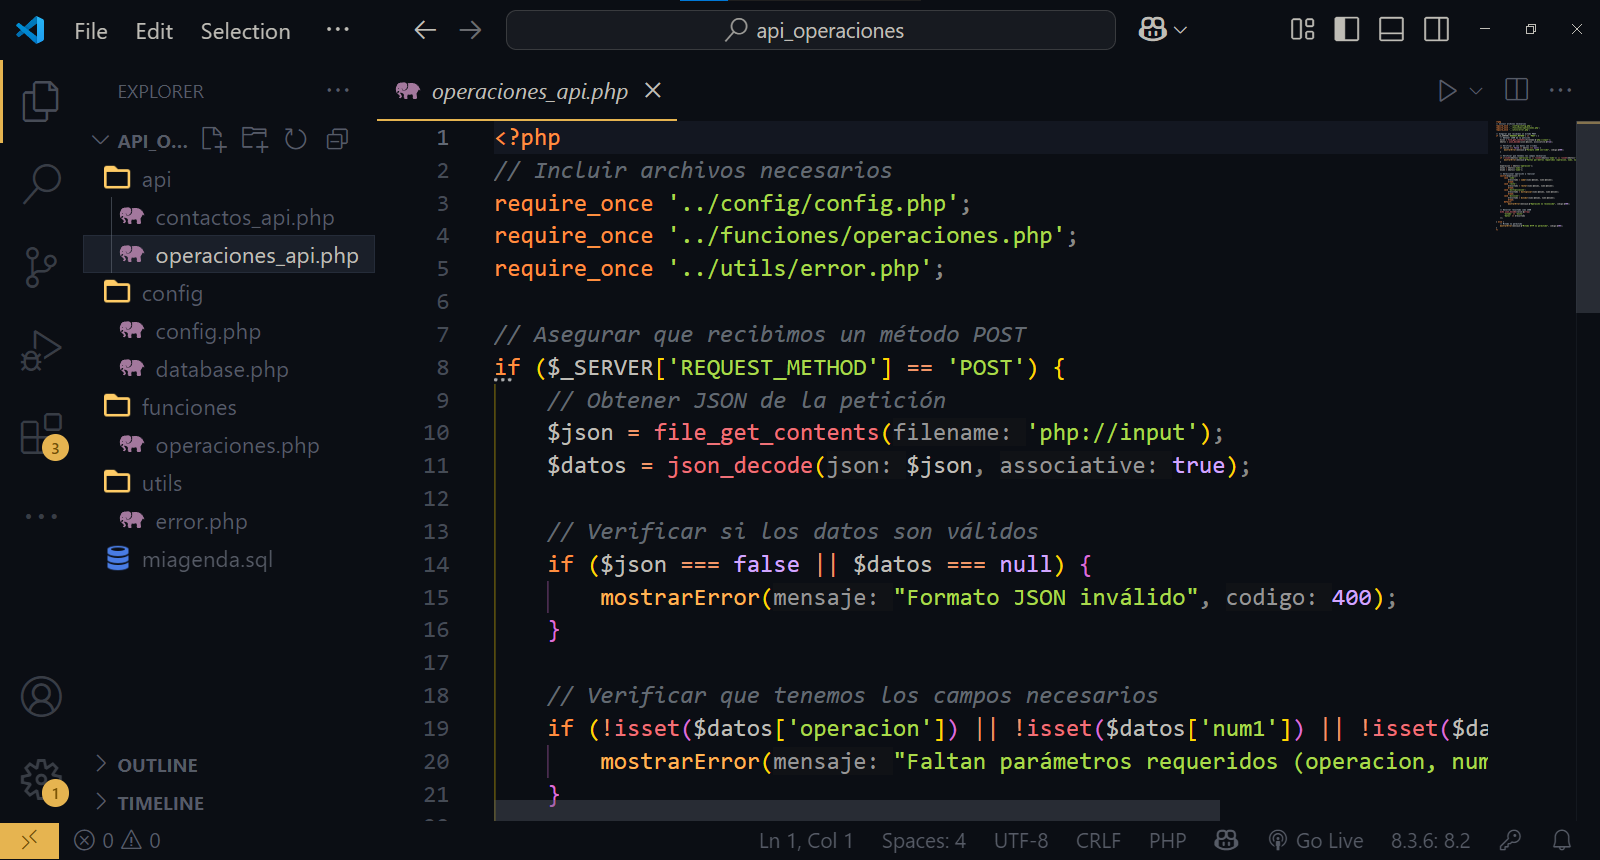 File Edit Selection ···
api_operaciones
EXPLORER ···
API_O...
api
contactos_api.php
operaciones_api.php
config
config.php
database.php
funciones
operaciones.php
utils
error.php
miagenda.sql
OUTLINE
TIMELINE
3
1
operaciones_api.php
1 <?php
2 // Incluir archivos necesarios
3 require_once '../config/config.php';
4 require_once '../funciones/operaciones.php';
5 require_once '../utils/error.php';
6
7 // Asegurar que recibimos un método POST
8 if ($_SERVER['REQUEST_METHOD'] == 'POST') {
9 // Obtener JSON de la petición
10 $json = file_get_contents(filename: 'php://input');
11 $datos = json_decode(json: $json, associative: true);
12
13 // Verificar si los datos son válidos
14 if ($json === false || $datos === null) {
15 mostrarError(mensaje: "Formato JSON inválido", codigo: 400);
16 }
17
18 // Verificar que tenemos los campos necesarios
19 if (!isset($datos['operacion']) || !isset($datos['num1']) || !isset($da
20 mostrarError(mensaje: "Faltan parámetros requeridos (operacion, num
21 }
0 0 Ln 1, Col 1 Spaces: 4 UTF-8 CRLF PHP Go Live 8.3.6: 8.2